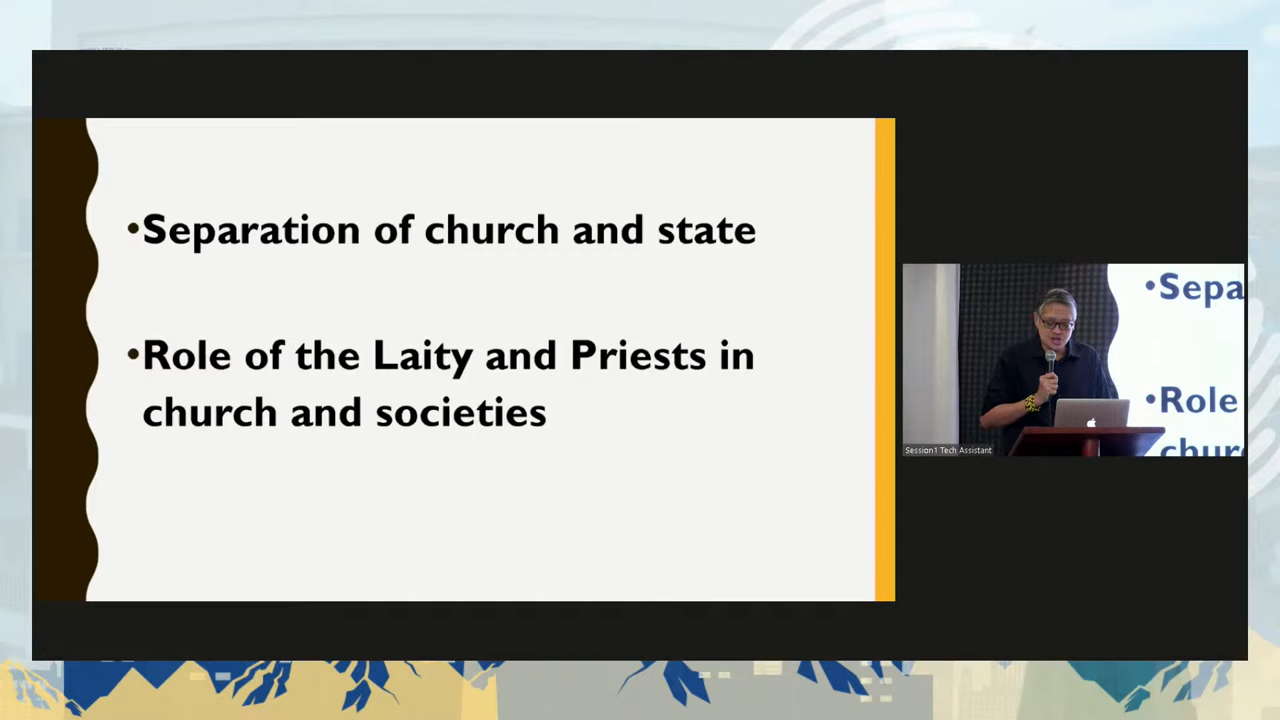 •Separation of church and state
•Role of the Laity and Priests in
church and societies
•Sepa
•Role
chur
Session1 Tech Assistant